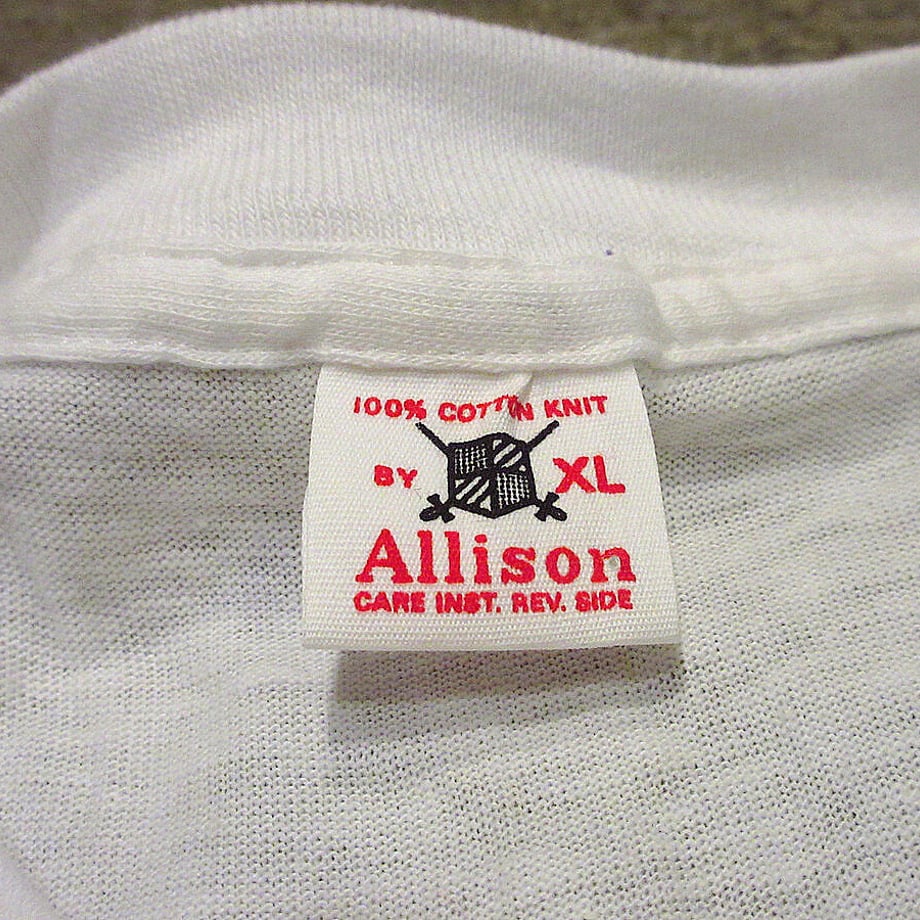 100% COTTON KNIT
BY XL
Allison
CARE INST. REV. SIDE